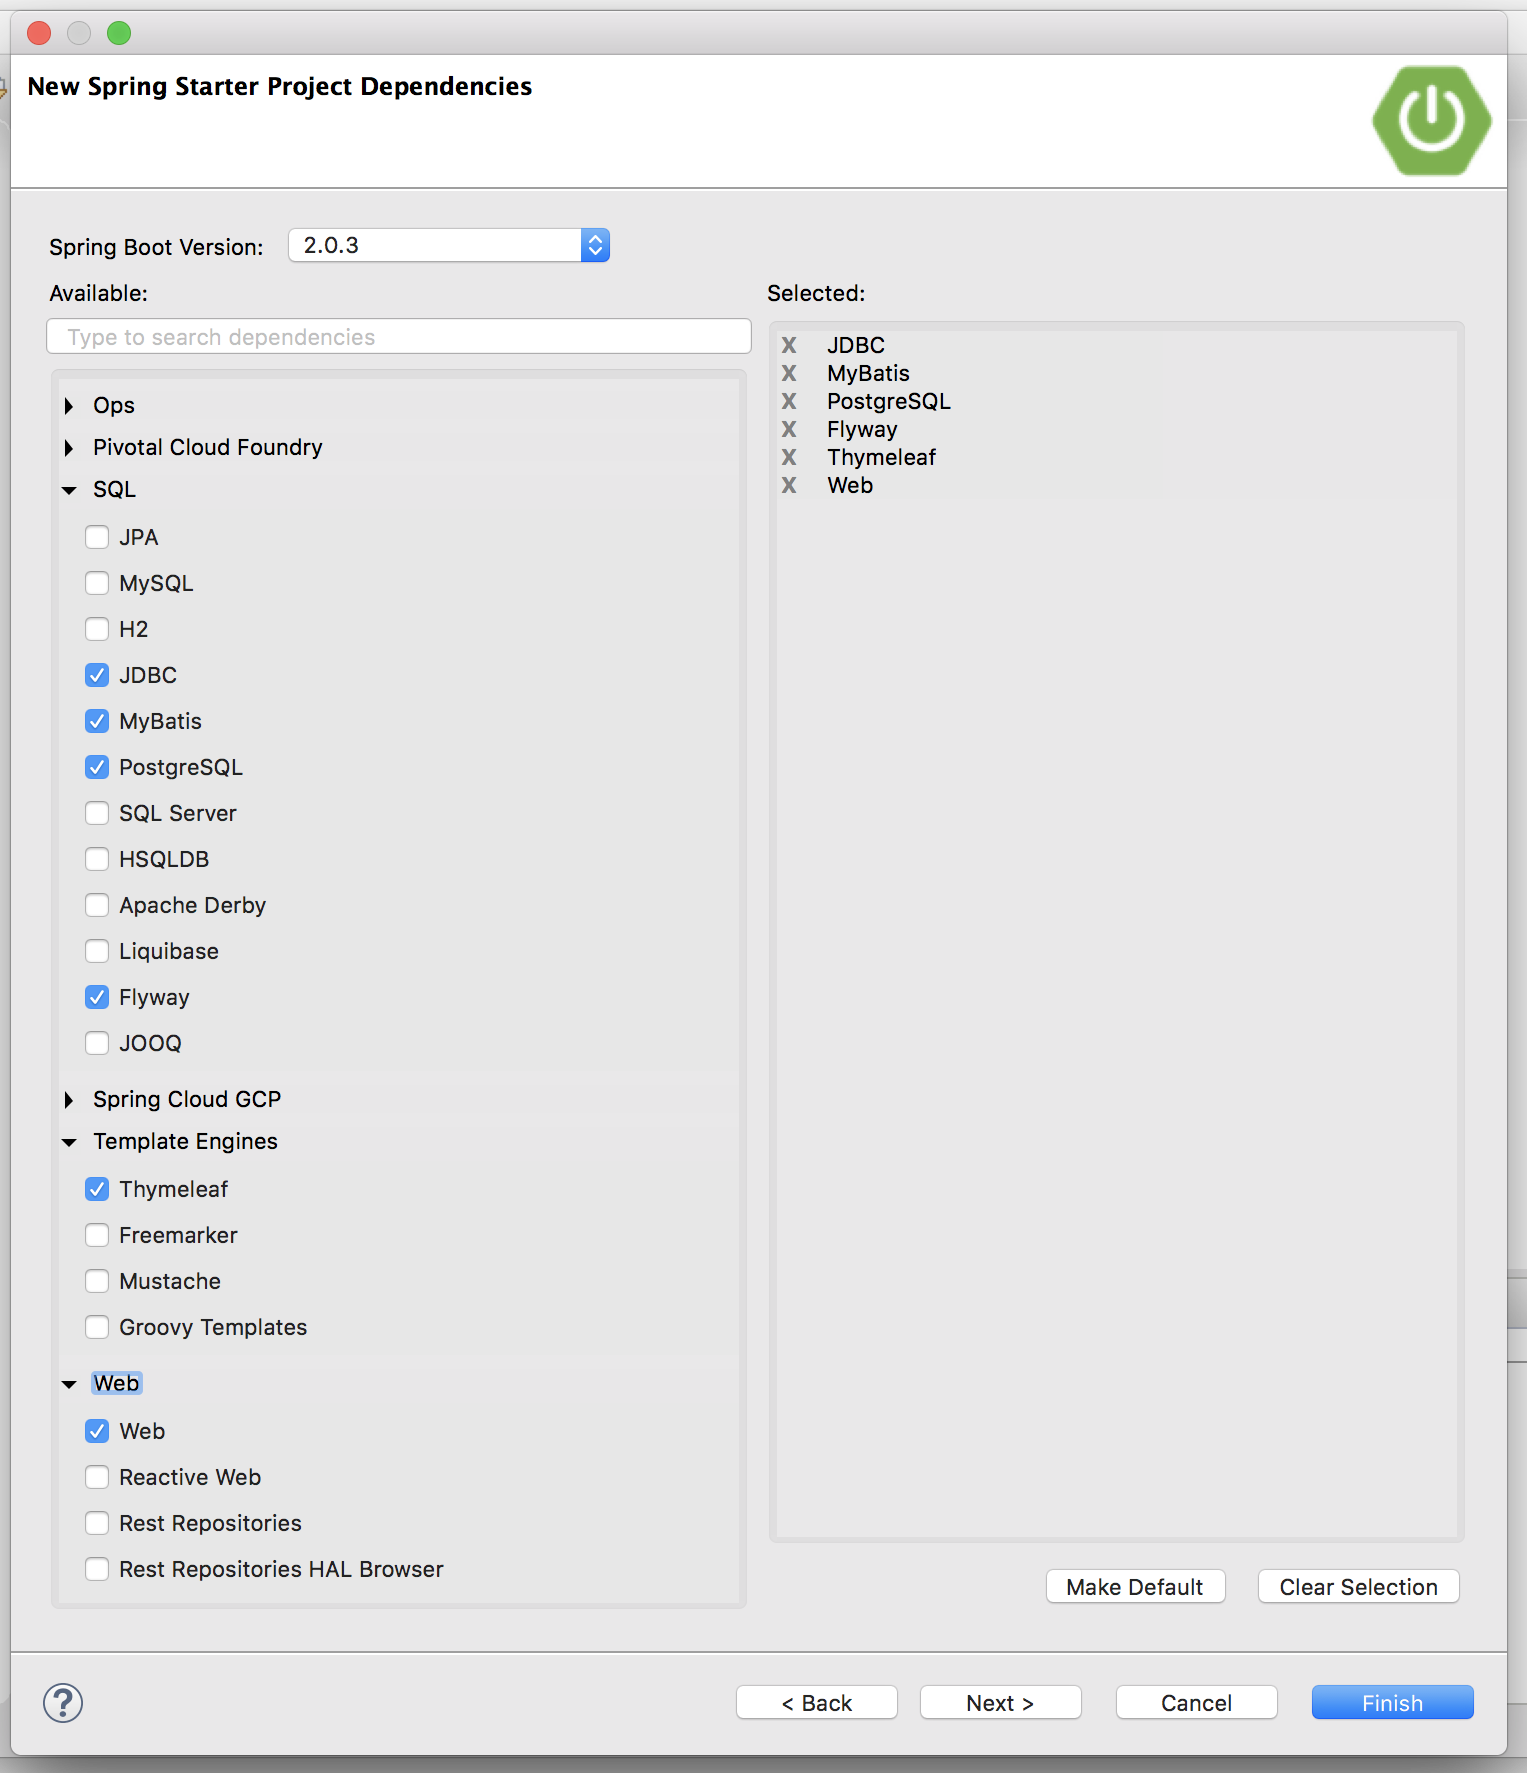 New Spring Starter Project Dependencies
Spring Boot Version: 2.0.3
Available:
Type to search dependencies
Ops
Pivotal Cloud Foundry
SQL
JPA
MySQL
H2
JDBC
MyBatis
PostgreSQL
SQL Server
HSQLDB
Apache Derby
Liquibase
Flyway
JOOQ
Spring Cloud GCP
Template Engines
Thymeleaf
Freemarker
Mustache
Groovy Templates
Web
Web
Reactive Web
Rest Repositories
Rest Repositories HAL Browser
Selected:
X JDBC
X MyBatis
X PostgreSQL
X Flyway
X Thymeleaf
X Web
Make Default
Clear Selection
?
< Back
Next >
Cancel
Finish